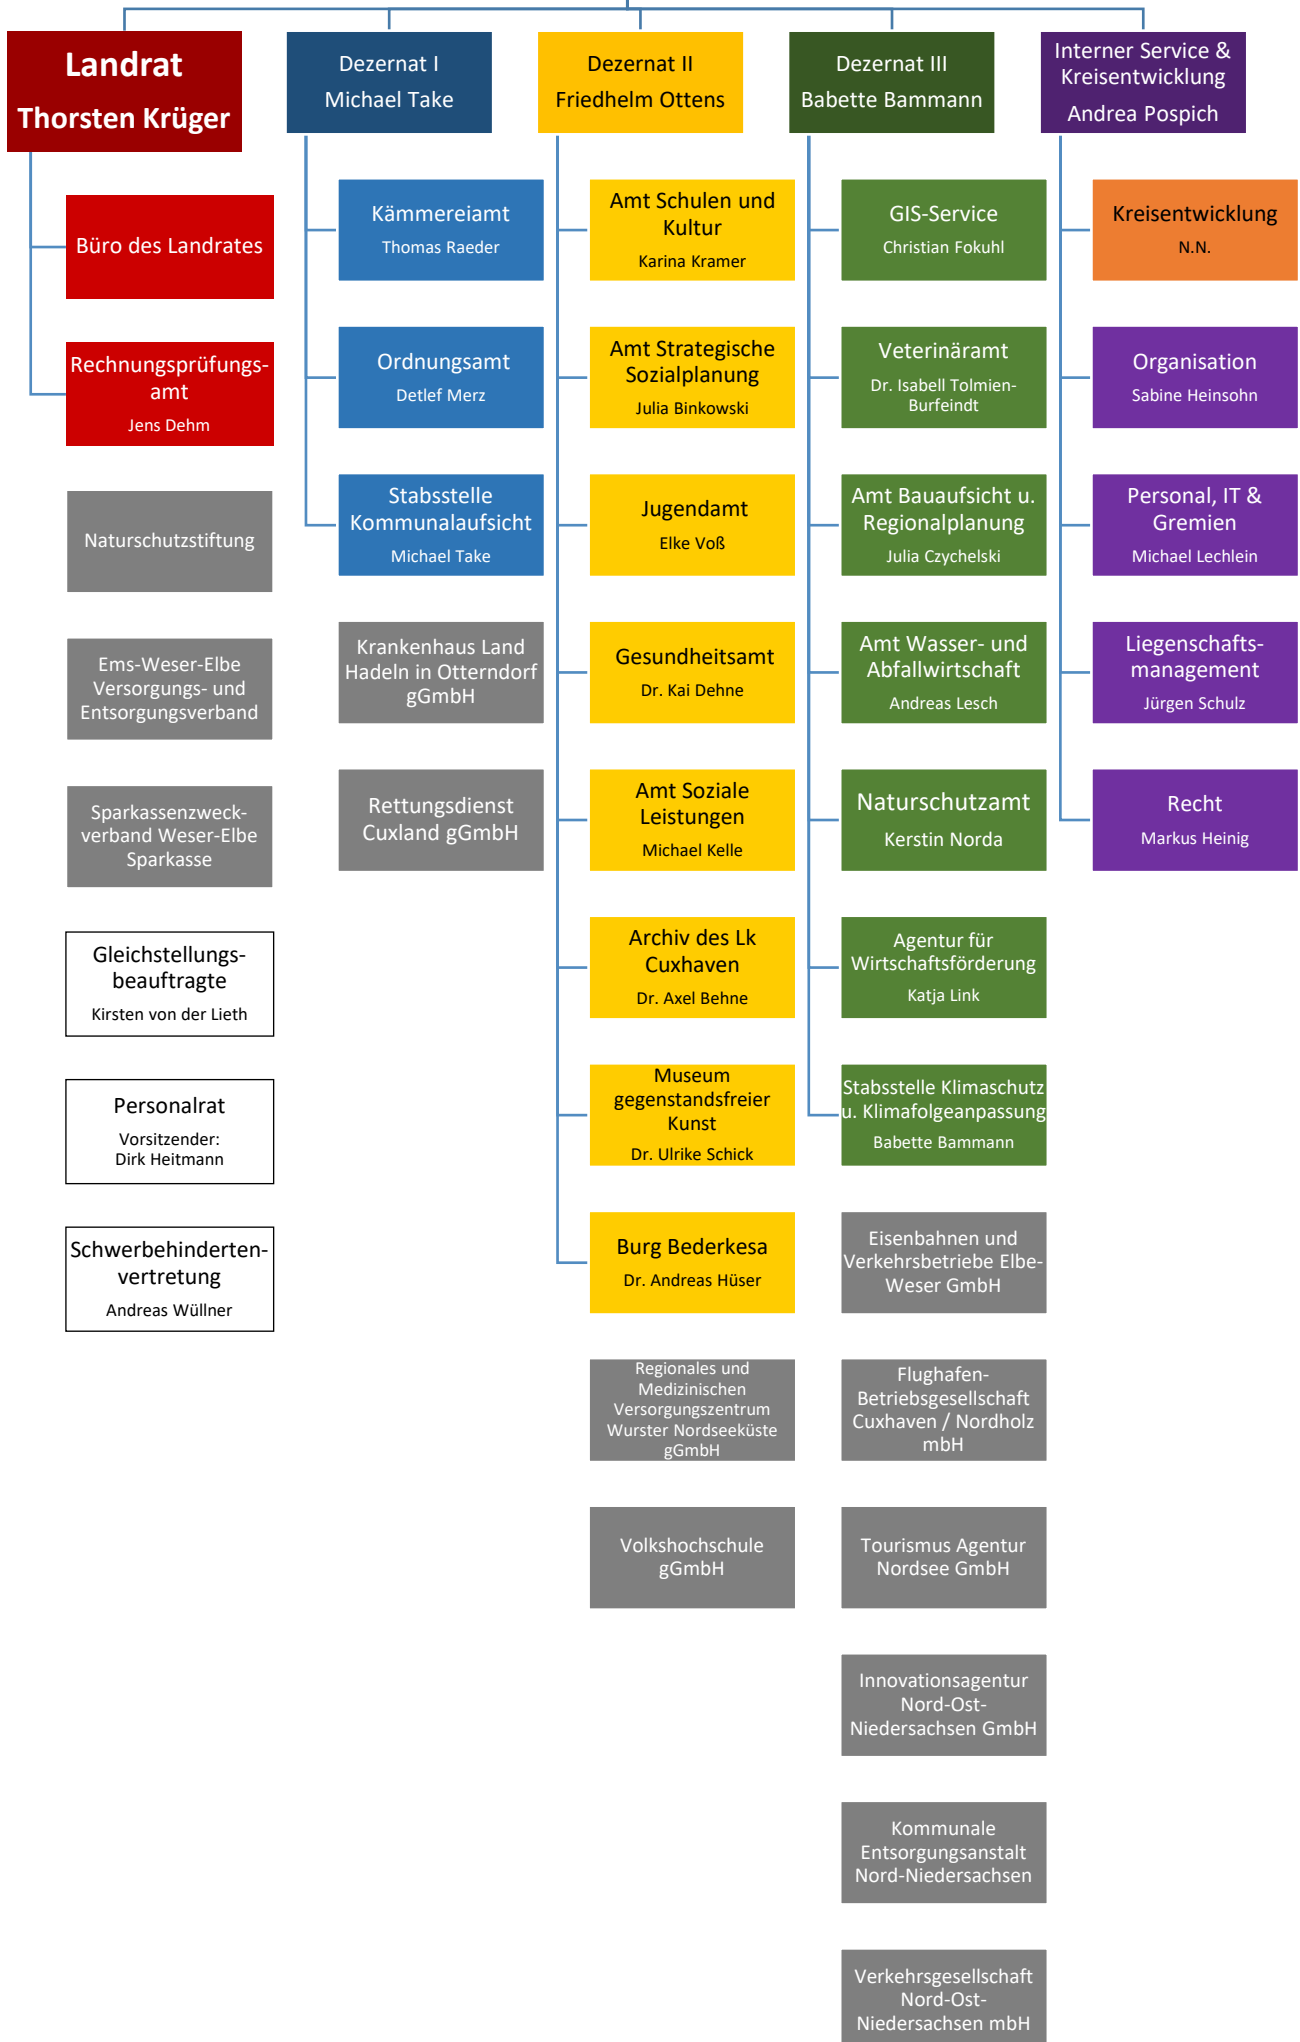 Landrat
Thorsten Krüger
Büro des Landrates
Rechnungsprüfungs-
amt
Jens Dehm
Naturschutzstiftung
Ems-Weser-Elbe
Versorgungs- und
Entsorgungsverband
Sparkassenzweck-
verband Weser-Elbe
Sparkasse
Gleichstellungs-
beauftragte
Kirsten von der Lieth
Personalrat
Vorsitzender:
Dirk Heitmann
Schwerbehinderten-
vertretung
Andreas Wüllner
Dezernat I
Michael Take
Kämmereiamt
Thomas Raeder
Ordnungsamt
Detlef Merz
Stabsstelle
Kommunalaufsicht
Michael Take
Krankenhaus Land
Hadeln in Otterndorf
gGmbH
Rettungsdienst
Cuxland gGmbH
Dezernat II
Friedhelm Ottens
Amt Schulen und
Kultur
Karina Kramer
Amt Strategische
Sozialplanung
Julia Binkowski
Jugendamt
Elke Voß
Gesundheitsamt
Dr. Kai Dehne
Amt Soziale
Leistungen
Michael Kelle
Archiv des Lk
Cuxhaven
Dr. Axel Behne
Museum
gegenstandsfreier
Kunst
Dr. Ulrike Schick
Burg Bederkesa
Dr. Andreas Hüser
Regionales und
Medizinischen
Versorgungszentrum
Wurster Nordseeküste
gGmbH
Volkshochschule
gGmbH
Dezernat III
Babette Bammann
GIS-Service
Christian Fokuhl
Veterinäramt
Dr. Isabell Tolmien-
Burfeindt
Amt Bauaufsicht u.
Regionalplanung
Julia Czychelski
Amt Wasser- und
Abfallwirtschaft
Andreas Lesch
Naturschutzamt
Kerstin Norda
Agentur für
Wirtschaftsförderung
Katja Link
Stabsstelle Klimaschutz
u. Klimafolgeanpassung
Babette Bammann
Eisenbahnen und
Verkehrsbetriebe Elbe-
Weser GmbH
Flughafen-
Betriebsgesellschaft
Cuxhaven / Nordholz
mbH
Tourismus Agentur
Nordsee GmbH
Innovationsagentur
Nord-Ost-
Niedersachsen GmbH
Kommunale
Entsorgungsanstalt
Nord-Niedersachsen
Verkehrsgesellschaft
Nord-Ost-
Niedersachsen mbH
Interner Service &
Kreisentwicklung
Andrea Pospich
Kreisentwicklung
N.N.
Organisation
Sabine Heinsohn
Personal, IT &
Gremien
Michael Lechlein
Liegenschafts-
management
Jürgen Schulz
Recht
Markus Heinig